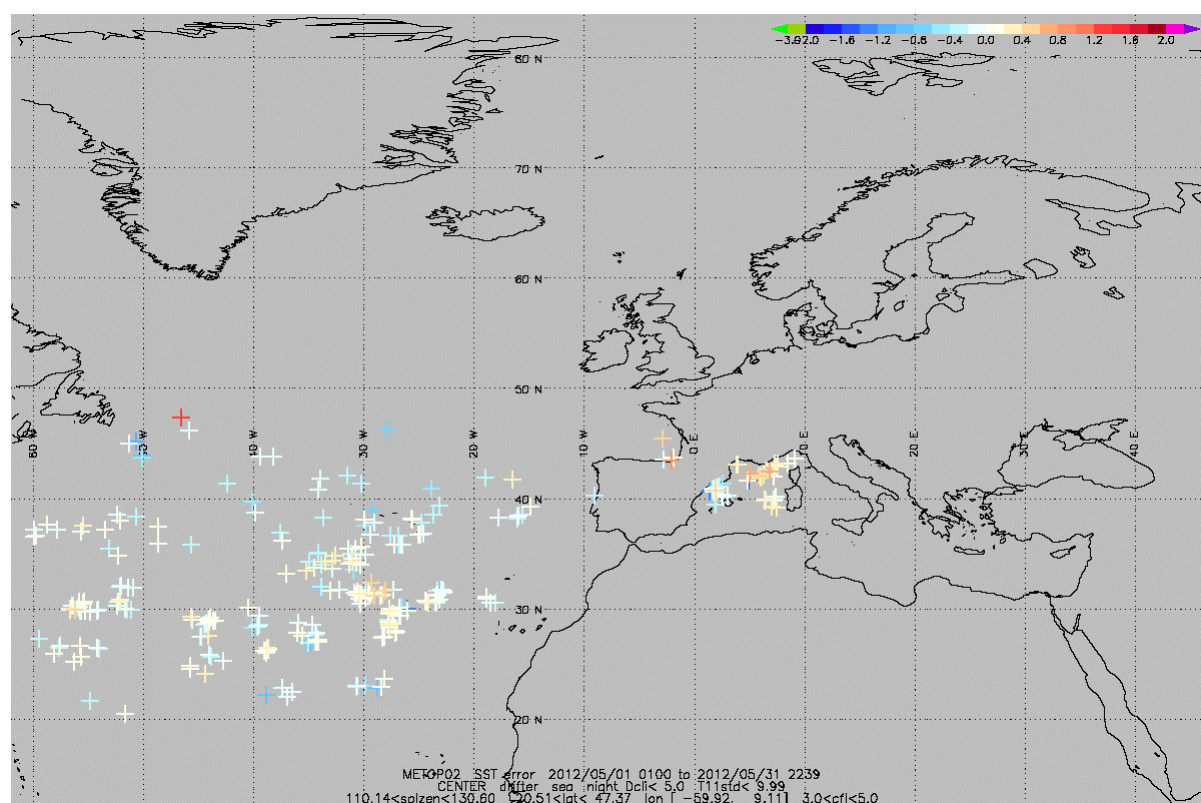 -3.0 -2.0 -1.6 -1.2 -0.8 -0.4 0.0 0.4 0.8 1.2 1.6 2.0
80 N
70 N
60 N
50 N
60 W 50 W 40 W 30 W 20 W 0 E 10 E 20 E 30 E 40 E
40 N
30 N
20 N
METOP02 SST error 2012/05/01 0100 to 2012/05/31 2239
CENTER drifter sea night Dcli< 5.0 T11std< 9.99
110.14<solzen<130.60 20.51<lat< 47.37 lon [ -59.92, 9.11] 3.0<cfl<5.0